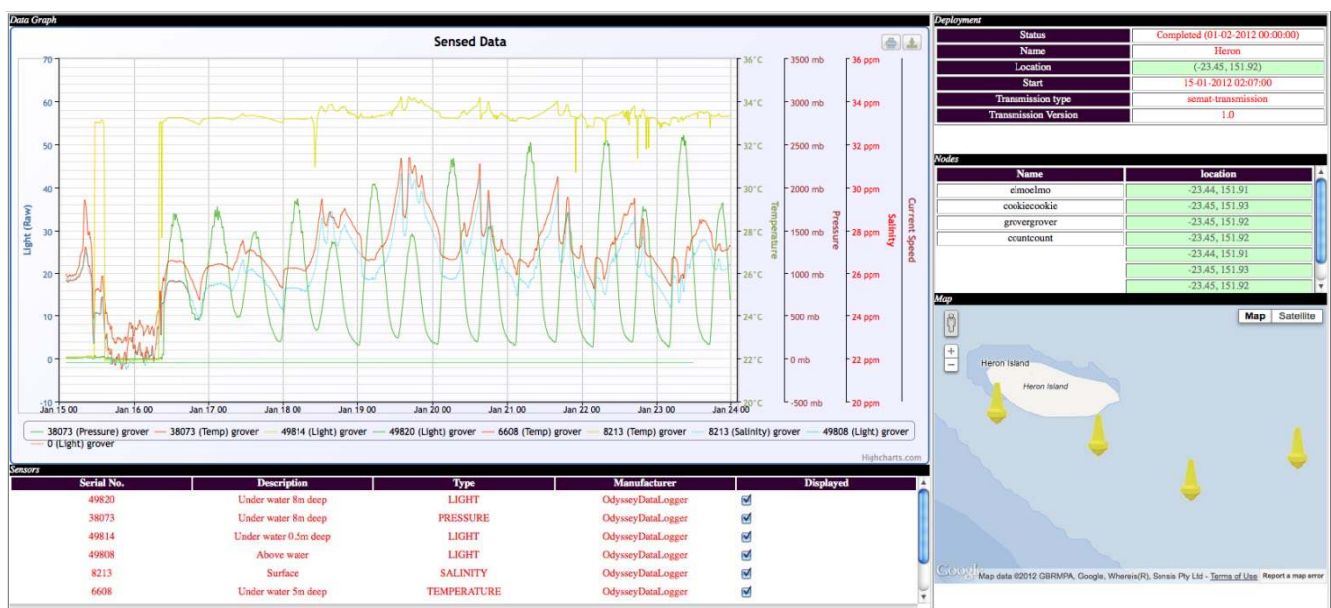 Data Graph
Sensed Data
70
60
50
40
30
20
10
0
-10
Light (Raw)
36°C
34°C
32°C
30°C
28°C
26°C
24°C
22°C
20°C
Temperature
3500 mb
3000 mb
2500 mb
2000 mb
1500 mb
1000 mb
500 mb
0 mb
-500 mb
Pressure
36 ppm
34 ppm
32 ppm
30 ppm
28 ppm
26 ppm
24 ppm
22 ppm
20 ppm
Salinity
Current Speed
Jan 15 00 Jan 16 00 Jan 17 00 Jan 18 00 Jan 19 00 Jan 20 00 Jan 21 00 Jan 22 00 Jan 23 00 Jan 24 00
38073 (Pressure) grover 38073 (Temp) grover 49814 (Light) grover 49820 (Light) grover 6608 (Temp) grover 8213 (Temp) grover 8213 (Salinity) grover 49808 (Light) grover
0 (Light) grover
Highcharts.com
Sensors
Serial No. Description Type Manufacturer Displayed
49820 Under water 8m deep LIGHT OdysseyDataLogger
38073 Under water 8m deep PRESSURE OdysseyDataLogger
49814 Under water 0.5m deep LIGHT OdysseyDataLogger
49808 Above water LIGHT OdysseyDataLogger
8213 Surface SALINITY OdysseyDataLogger
6608 Under water 5m deep TEMPERATURE OdysseyDataLogger
Deployment
Status Completed (01-02-2012 00:00:00)
Name Heron
Location (-23.45, 151.92)
Start 15-01-2012 02:07:00
Transmission type semat-transmission
Transmission Version 1.0
Nodes
Name location
elmoelmo -23.44, 151.91
cookiecookie -23.45, 151.93
grovergrover -23.45, 151.92
countcount -23.45, 151.92
-23.44, 151.91
-23.45, 151.93
-23.45, 151.92
Map
Map Satellite
Heron Island
Heron Island
Google
Map data ©2012 GBRMPA, Google, Whereis(R), Sensis Pty Ltd - Terms of Use Report a map error